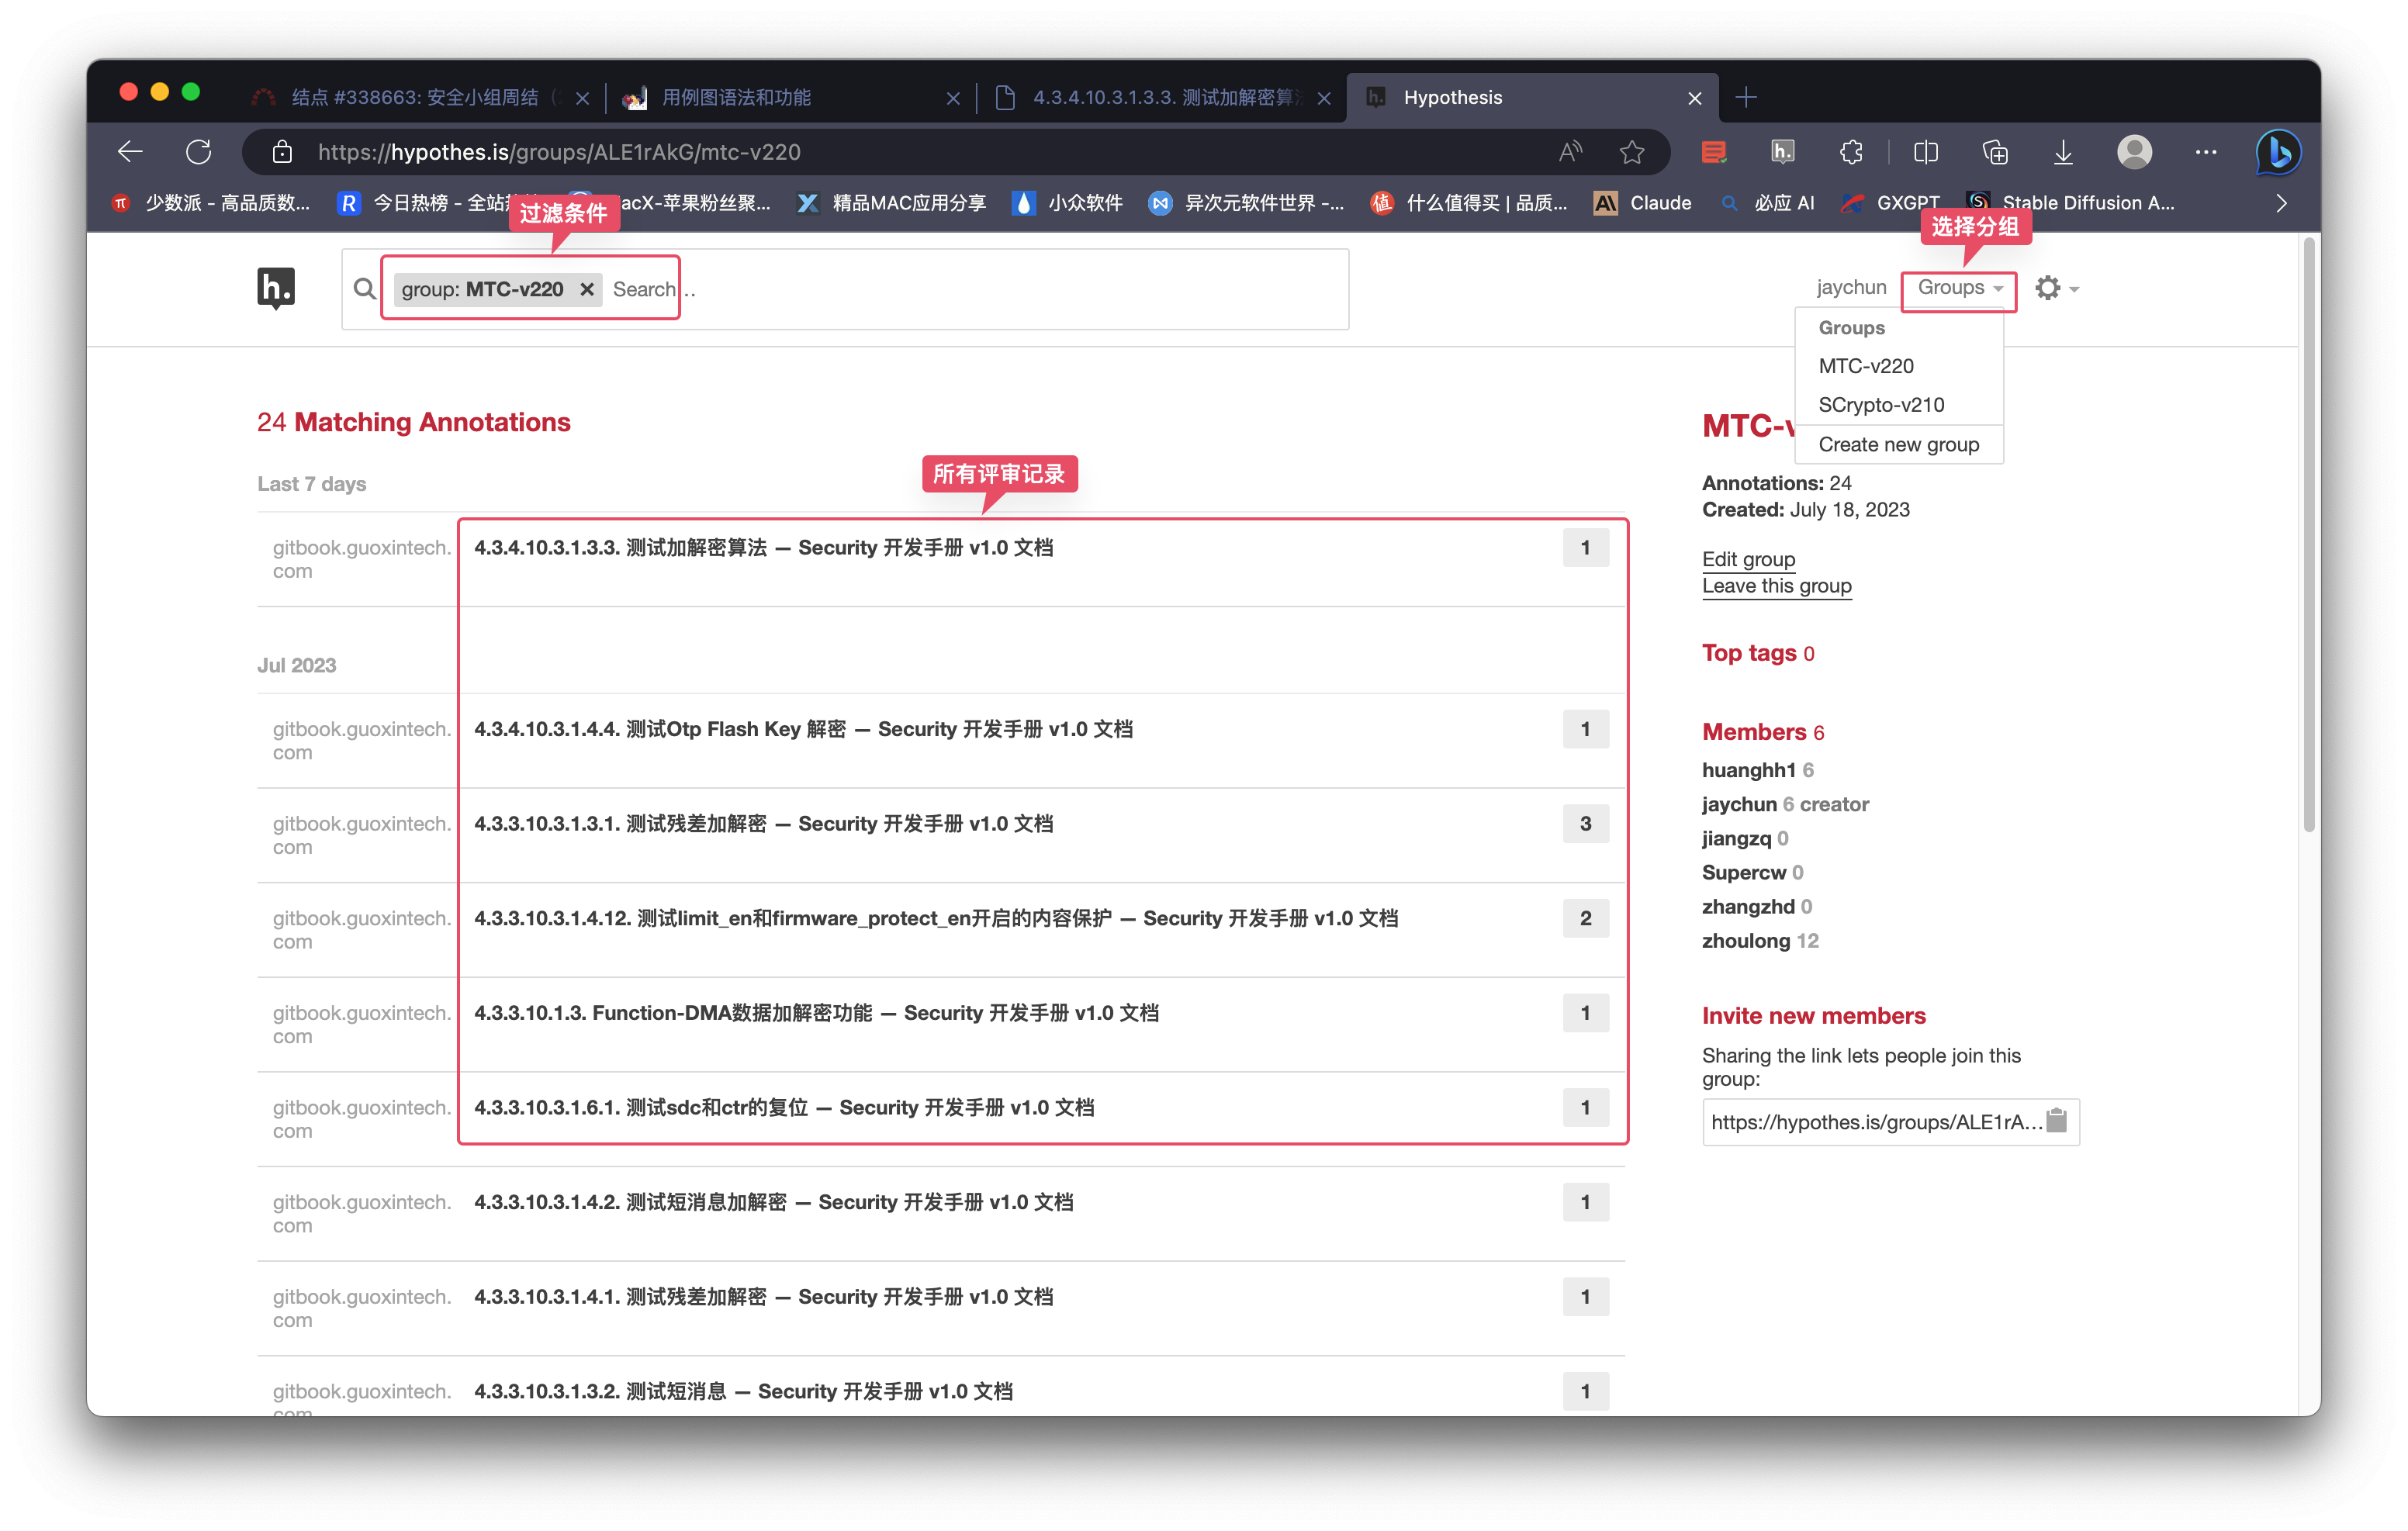 结点 #338663: 安全小组周结
用例图语法和功能
4.3.4.10.3.1.3.3. 测试加解密算
Hypothesis
https://hypothes.is/groups/ALE1rAkG/mtc-v220
少数派 - 高品质数...
今日热榜 - 全站
acX-苹果粉丝聚...
精品MAC应用分享
小众软件
异次元软件世界 -...
什么值得买 | 品质...
Claude
必应 AI
GXGPT
Stable Diffusion A...
过滤条件
选择分组
h.
group: MTC-v220
Search...
jaychun
Groups
Groups
MTC-v220
SCrypto-v210
Create new group
24 Matching Annotations
MTC-v
Last 7 days
所有评审记录
Annotations: 24
Created: July 18, 2023
gitbook.guoxintech.
com
4.3.4.10.3.1.3.3. 测试加解密算法 — Security 开发手册 v1.0 文档
1
Edit group
Leave this group
Jul 2023
Top tags 0
gitbook.guoxintech.
com
4.3.4.10.3.1.4.4. 测试Otp Flash Key 解密 — Security 开发手册 v1.0 文档
1
gitbook.guoxintech.
com
4.3.3.10.3.1.3.1. 测试残差加解密 — Security 开发手册 v1.0 文档
3
gitbook.guoxintech.
com
4.3.3.10.3.1.4.12. 测试limit_en和firmware_protect_en开启的内容保护 — Security 开发手册 v1.0 文档
2
gitbook.guoxintech.
com
4.3.3.10.1.3. Function-DMA数据加解密功能 — Security 开发手册 v1.0 文档
1
gitbook.guoxintech.
com
4.3.3.10.3.1.6.1. 测试sdc和ctr的复位 — Security 开发手册 v1.0 文档
1
gitbook.guoxintech.
com
4.3.3.10.3.1.4.2. 测试短消息加解密 — Security 开发手册 v1.0 文档
1
gitbook.guoxintech.
com
4.3.3.10.3.1.4.1. 测试残差加解密 — Security 开发手册 v1.0 文档
1
gitbook.guoxintech.
com
4.3.3.10.3.1.3.2. 测试短消息 — Security 开发手册 v1.0 文档
1
Members 6
huanghh1 6
jaychun 6 creator
jiangzq 0
Supercw 0
zhangzhd 0
zhoulong 12
Invite new members
Sharing the link lets people join this
group:
https://hypothes.is/groups/ALE1rA...